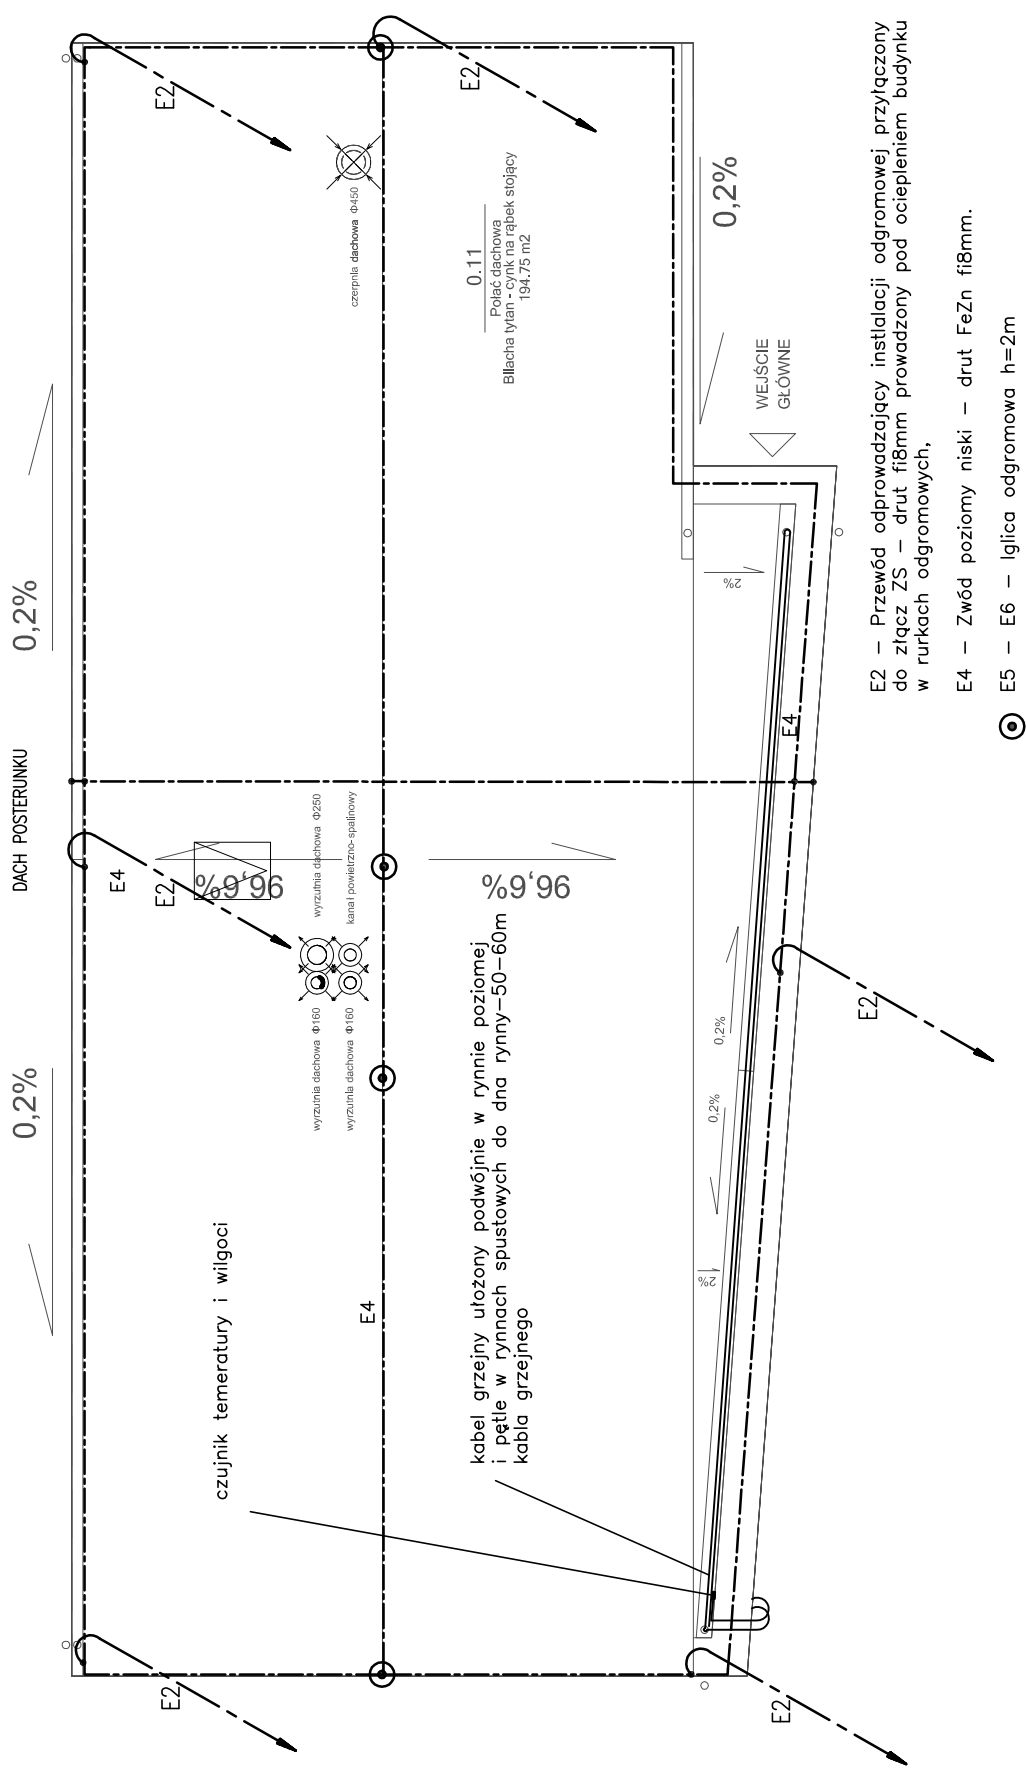 DACH POSTERUNKU
0,2%
0,2%
E2
E2
E2
E2
E2
E2
E4
E4
E4
96,6%
96,6%
czerpnia dachowa Φ450
0.11
Połać dachowa
Bllacha tytan - cynk na rąbek stojący
194.75 m2
0,2%
WEJŚCIE
GŁÓWNE
2%
wyrzutnia dachowa Φ250
kanał powietrzno-spalinowy
wyrzutnia dachowa Φ160
wyrzutnia dachowa Φ160
0,2%
0,2%
2%
czujnik temeratury i wilgoci
kabel grzejny ułożony podwójnie w rynnie poziomej
i pętle w rynnach spustowych do dna rynny-50-60m
kabla grzejnego
E2 - Przewód odprowadzający instlalacji odgromowej przyłączony
do złącz ZS - drut fi8mm prowadzony pod ociepleniem budynku
w rurkach odgromowych,
E4 - Zwód poziomy niski - drut FeZn fi8mm.
E5 - E6 - Iglica odgromowa h=2m